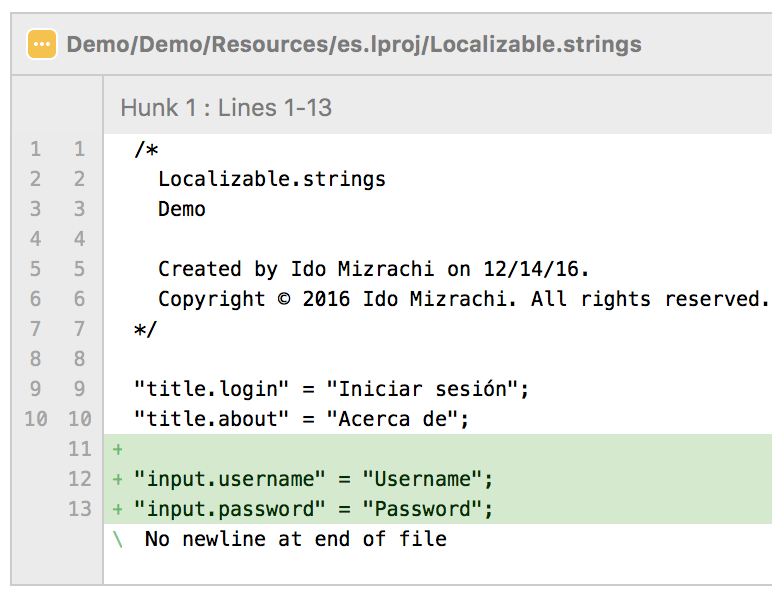 Demo/Demo/Resources/es.lproj/Localizable.strings
Hunk 1 : Lines 1-13
1 1 /*
2 2 Localizable.strings
3 3 Demo
4 4
5 5 Created by Ido Mizrachi on 12/14/16.
6 6 Copyright © 2016 Ido Mizrachi. All rights reserved.
7 7 */
8 8
9 9 "title.login" = "Iniciar sesión";
10 10 "title.about" = "Acerca de";
11 +
12 + "input.username" = "Username";
13 + "input.password" = "Password";
\ No newline at end of file